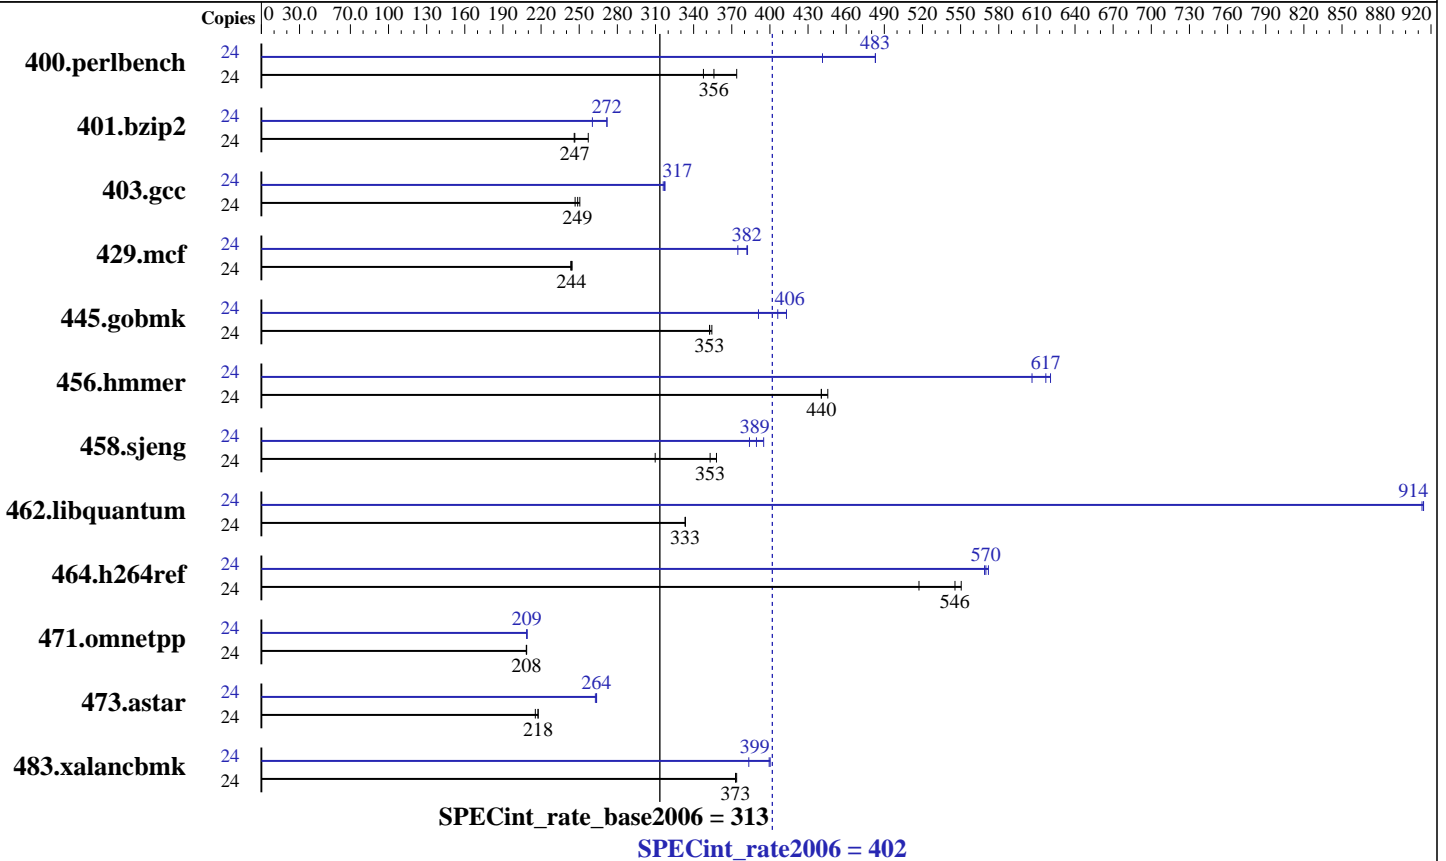 Copies 0 30.0 70.0 100 130 160 190 220 250 280 310 340 370 400 430 460 490 520 550 580 610 640 670 700 730 760 790 820 850 880 920
400.perlbench 24 483
24 356
401.bzip2 24 272
24 247
403.gcc 24 317
24 249
429.mcf 24 382
24 244
445.gobmk 24 406
24 353
456.hmmer 24 617
24 440
458.sjeng 24 389
24 353
462.libquantum 24 914
24 333
464.h264ref 24 570
24 546
471.omnetpp 24 209
24 208
473.astar 24 264
24 218
483.xalancbmk 24 399
24 373
SPECint_rate_base2006 = 313
SPECint_rate2006 = 402